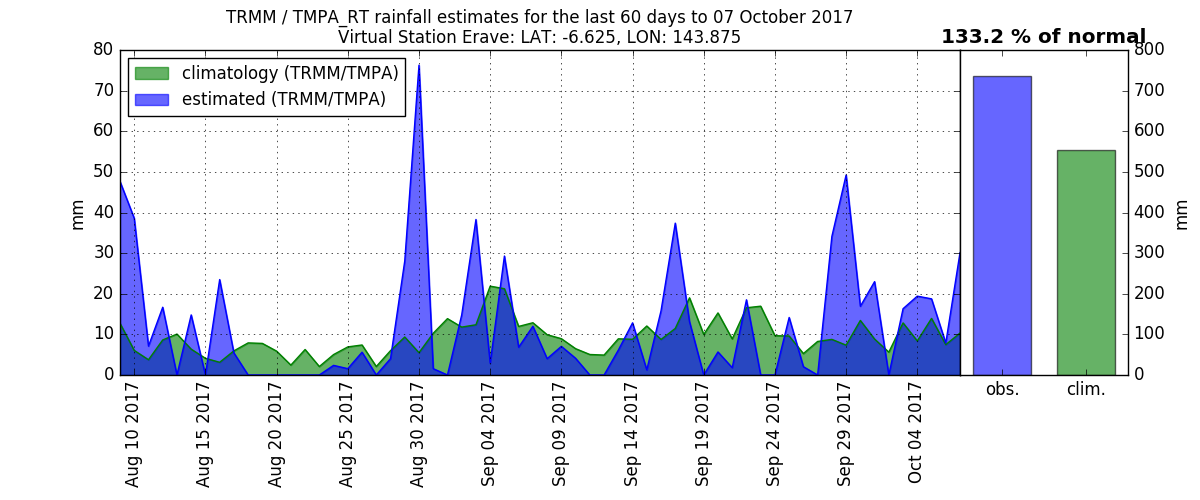 TRMM / TMPA_RT rainfall estimates for the last 60 days to 07 October 2017
Virtual Station Erave: LAT: -6.625, LON: 143.875
133.2 % of normal
climatology (TRMM/TMPA)
estimated (TRMM/TMPA)
mm
80
70
60
50
40
30
20
10
0
Aug 10 2017
Aug 15 2017
Aug 20 2017
Aug 25 2017
Aug 30 2017
Sep 04 2017
Sep 09 2017
Sep 14 2017
Sep 19 2017
Sep 24 2017
Sep 29 2017
Oct 04 2017
obs.
clim.
800
700
600
500
400
300
200
100
0
mm